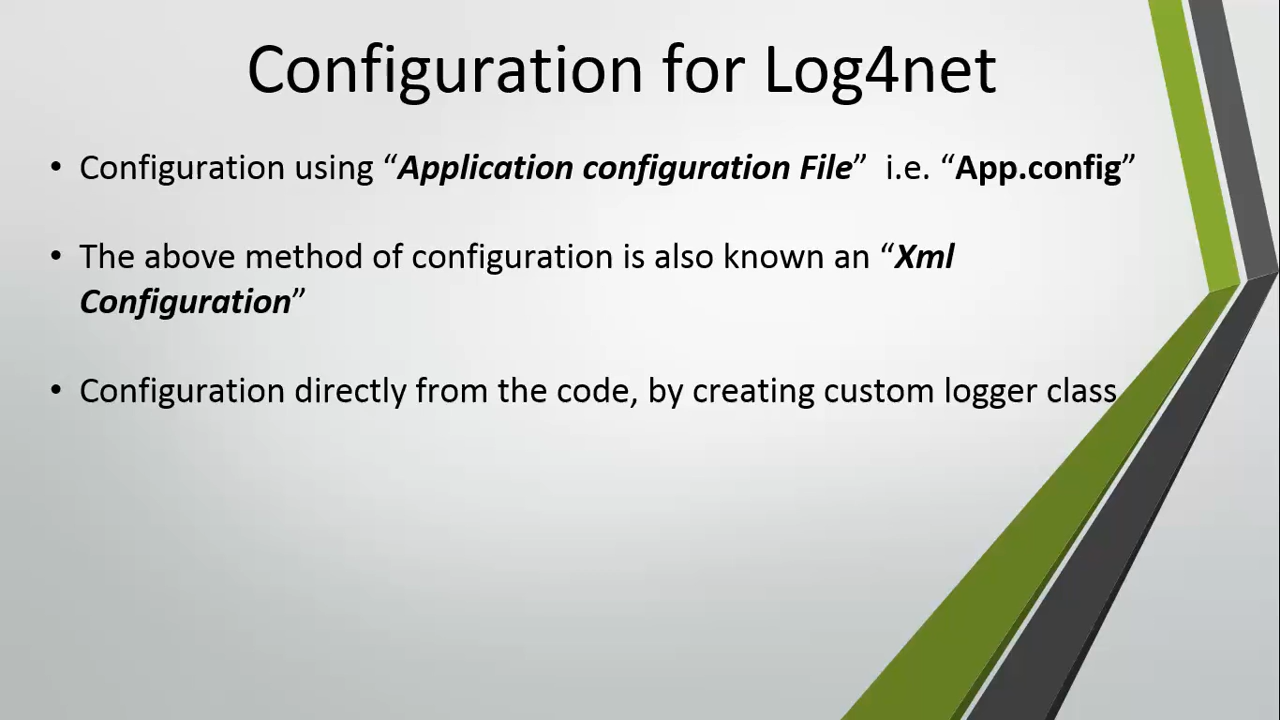 Configuration for Log4net
• Configuration using “Application configuration File”  i.e. “App.config”
• The above method of configuration is also known an “Xml
Configuration”
• Configuration directly from the code, by creating custom logger class